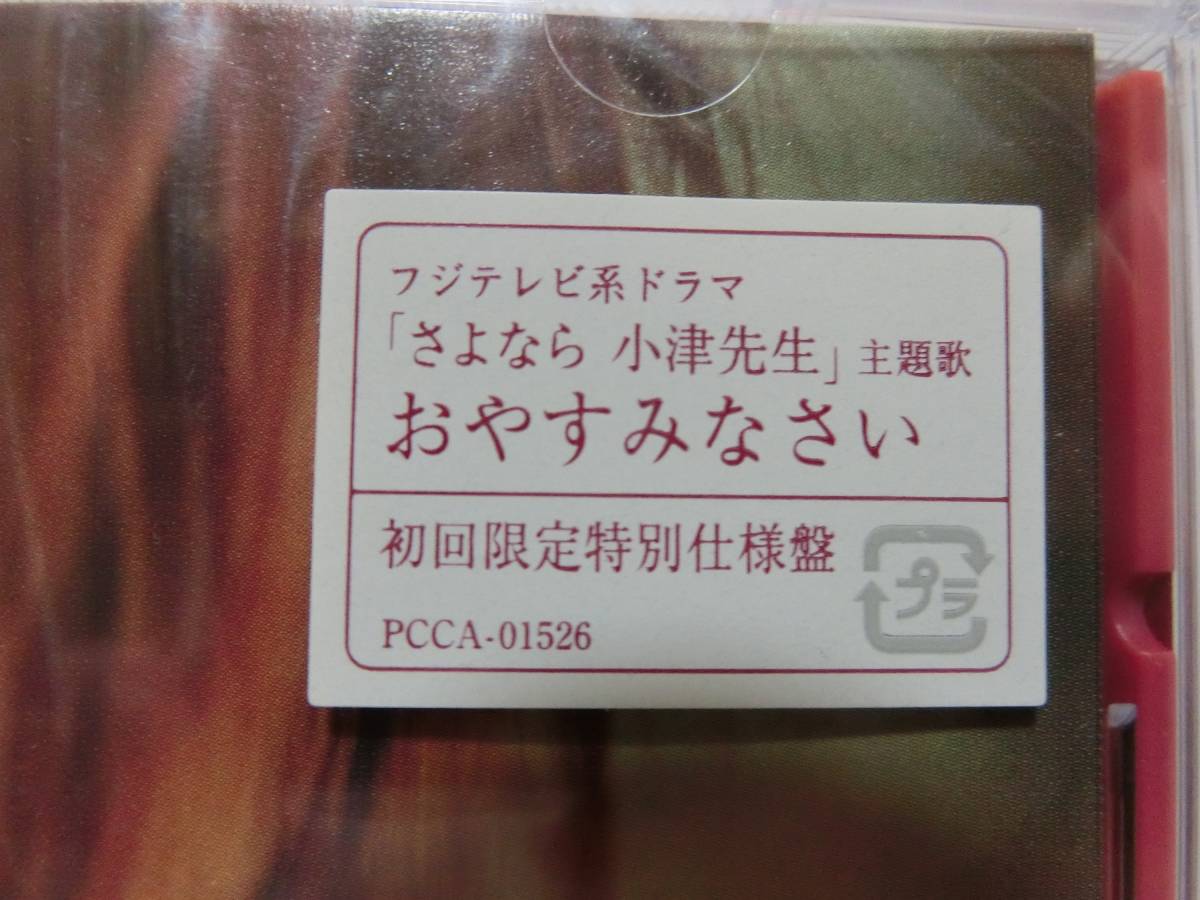 フジテレビ系ドラマ
「さよなら 小津先生」主題歌
おやすみなさい
初回限定特別仕様盤
プラ
PCCA-01526